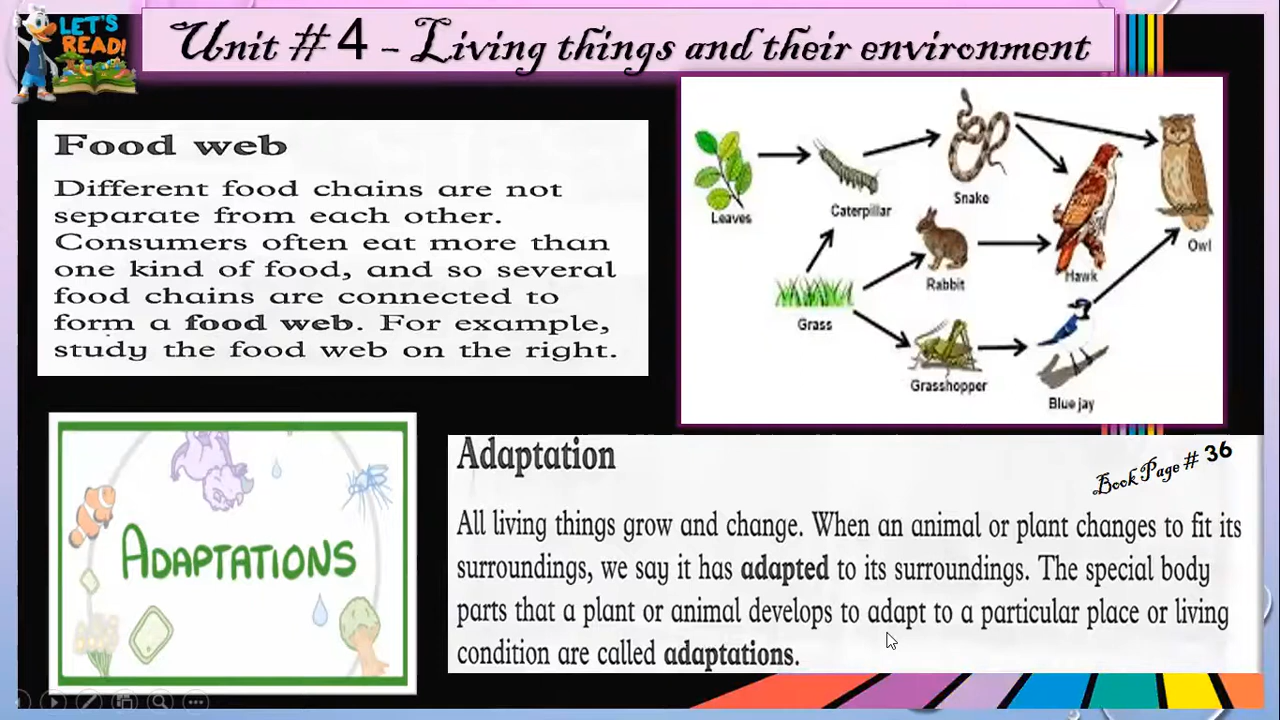 LET'S
READ!
Unit # 4 – Living things and their environment
Food web
Different food chains are not
separate from each other.
Consumers often eat more than
one kind of food, and so several
food chains are connected to
form a food web. For example,
study the food web on the right.
Leaves
Caterpillar
Snake
Owl
Rabbit
Hawk
Grass
Grasshopper
Blue jay
ADAPTATIONS
Adaptation
Book Page # 36
All living things grow and change. When an animal or plant changes to fit its
surroundings, we say it has adapted to its surroundings. The special body
parts that a plant or animal develops to adapt to a particular place or living
condition are called adaptations.